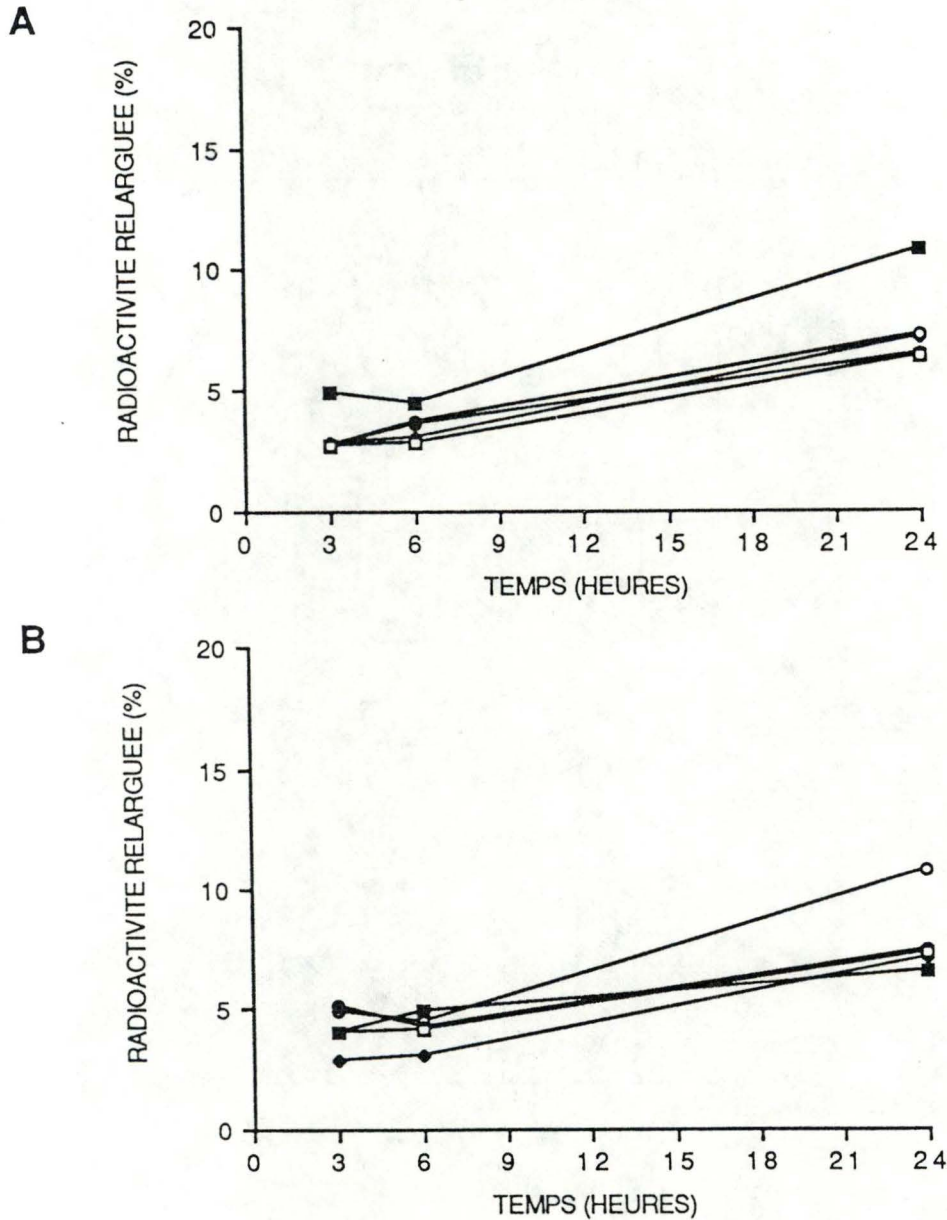 A
RADIOACTIVITE RELARGUEE (%)
20
15
10
5
0
0 3 6 9 12 15 18 21 24
TEMPS (HEURES)
B
RADIOACTIVITE RELARGUEE (%)
20
15
10
5
0
0 3 6 9 12 15 18 21 24
TEMPS (HEURES)